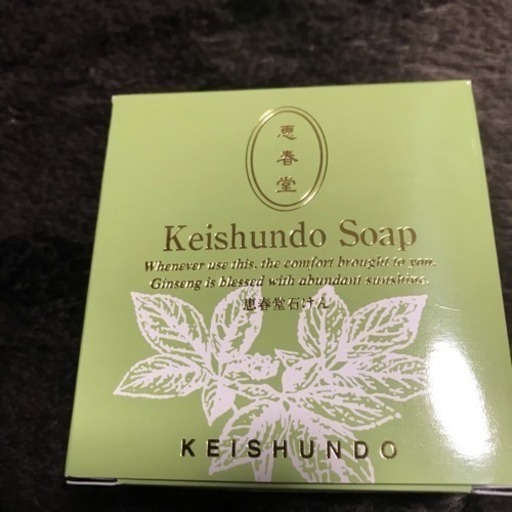 恵
春
堂
Keishundo Soap
Whenever use this, the comfort brought to you.
Ginseng is blessed with abundant sunshine.
恵春堂石けん
KEISHUNDO